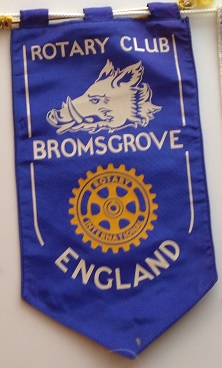 ROTARY CLUB
BROMSGROVE
ROTARY
INTERNATIONAL
ENGLAND